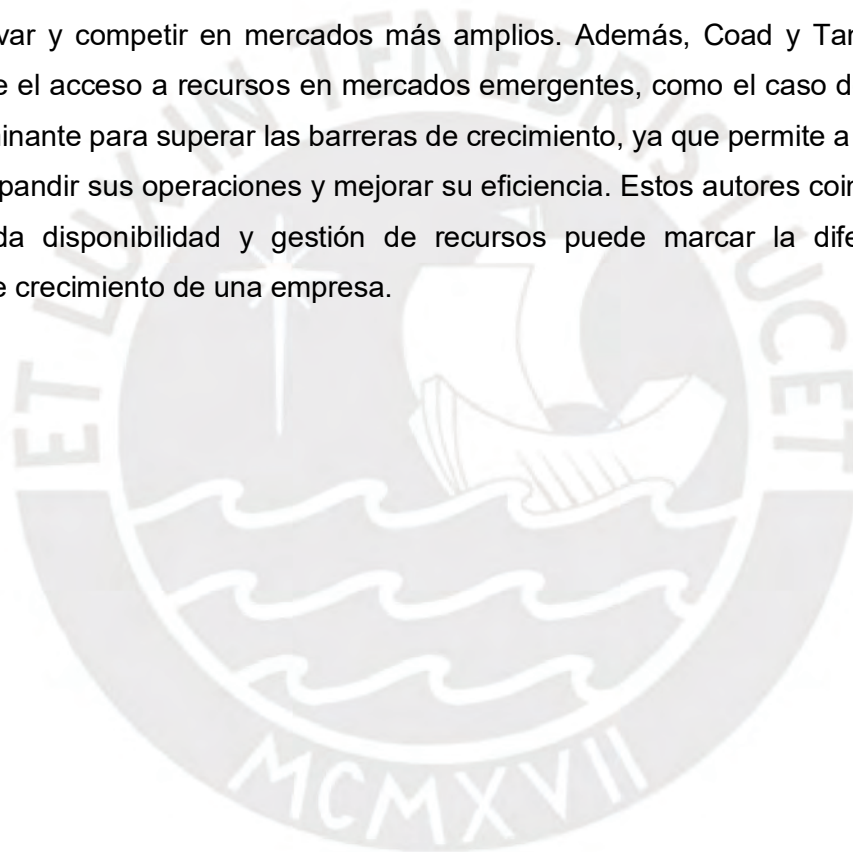 var y competir en mercados más amplios. Además, Coad y Tar
e el acceso a recursos en mercados emergentes, como el caso d
ninante para superar las barreras de crecimiento, ya que permite a
pandir sus operaciones y mejorar su eficiencia. Estos autores coin
da disponibilidad y gestión de recursos puede marcar la dife
e crecimiento de una empresa.
ET LUX IN TENEBRIS LUCET
MCMXVII